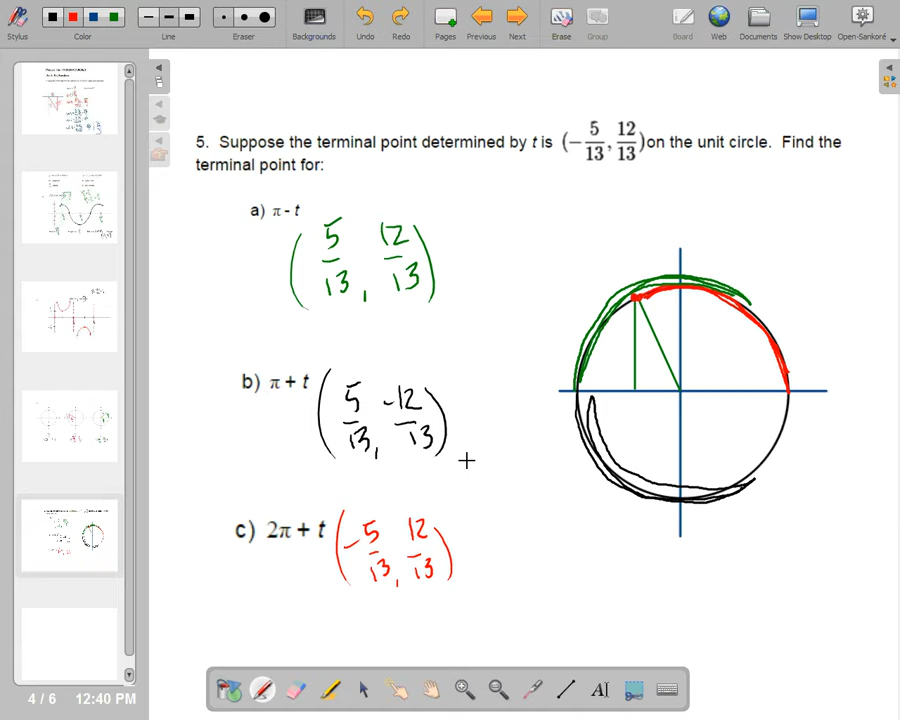 Stylus
Color
Line
Eraser
Backgrounds
Undo
Redo
Pages
Previous
Next
Erase
Group
Board
Web
Documents
Show Desktop
Open-Sankoré
5. Suppose the terminal point determined by t is (-5/13, 12/13) on the unit circle. Find the
terminal point for:
a) π - t
(5/13, 12/13)
b) π + t (5/13, -12/13)
c) 2π + t (-5/13, 12/13)
4 / 6
12:40 PM